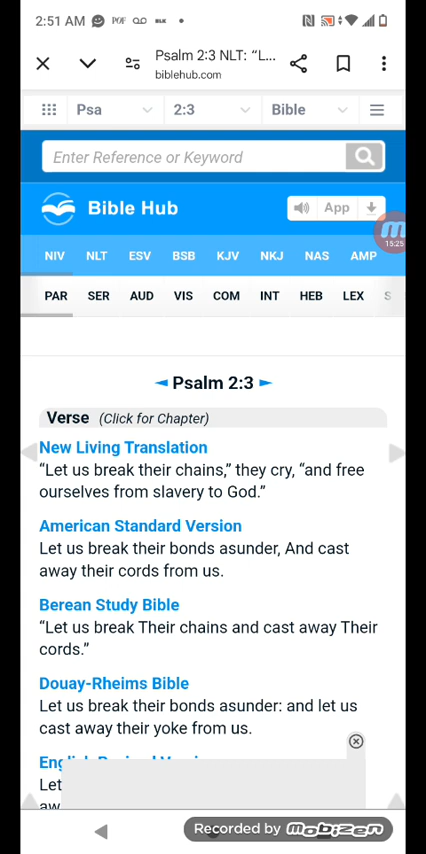 2:51 AM
Psalm 2:3 NLT: “L...
biblehub.com
Psa 2:3 Bible
Enter Reference or Keyword
Bible Hub
App
15:25
NIV NLT ESV BSB KJV NKJ NAS AMP
PAR SER AUD VIS COM INT HEB LEX S
◄ Psalm 2:3 ►
Verse (Click for Chapter)
New Living Translation
“Let us break their chains,” they cry, “and free
ourselves from slavery to God.”
American Standard Version
Let us break their bonds asunder, And cast
away their cords from us.
Berean Study Bible
“Let us break Their chains and cast away Their
cords.”
Douay-Rheims Bible
Let us break their bonds asunder: and let us
cast away their yoke from us.
Let
aw
Recorded by mobizen